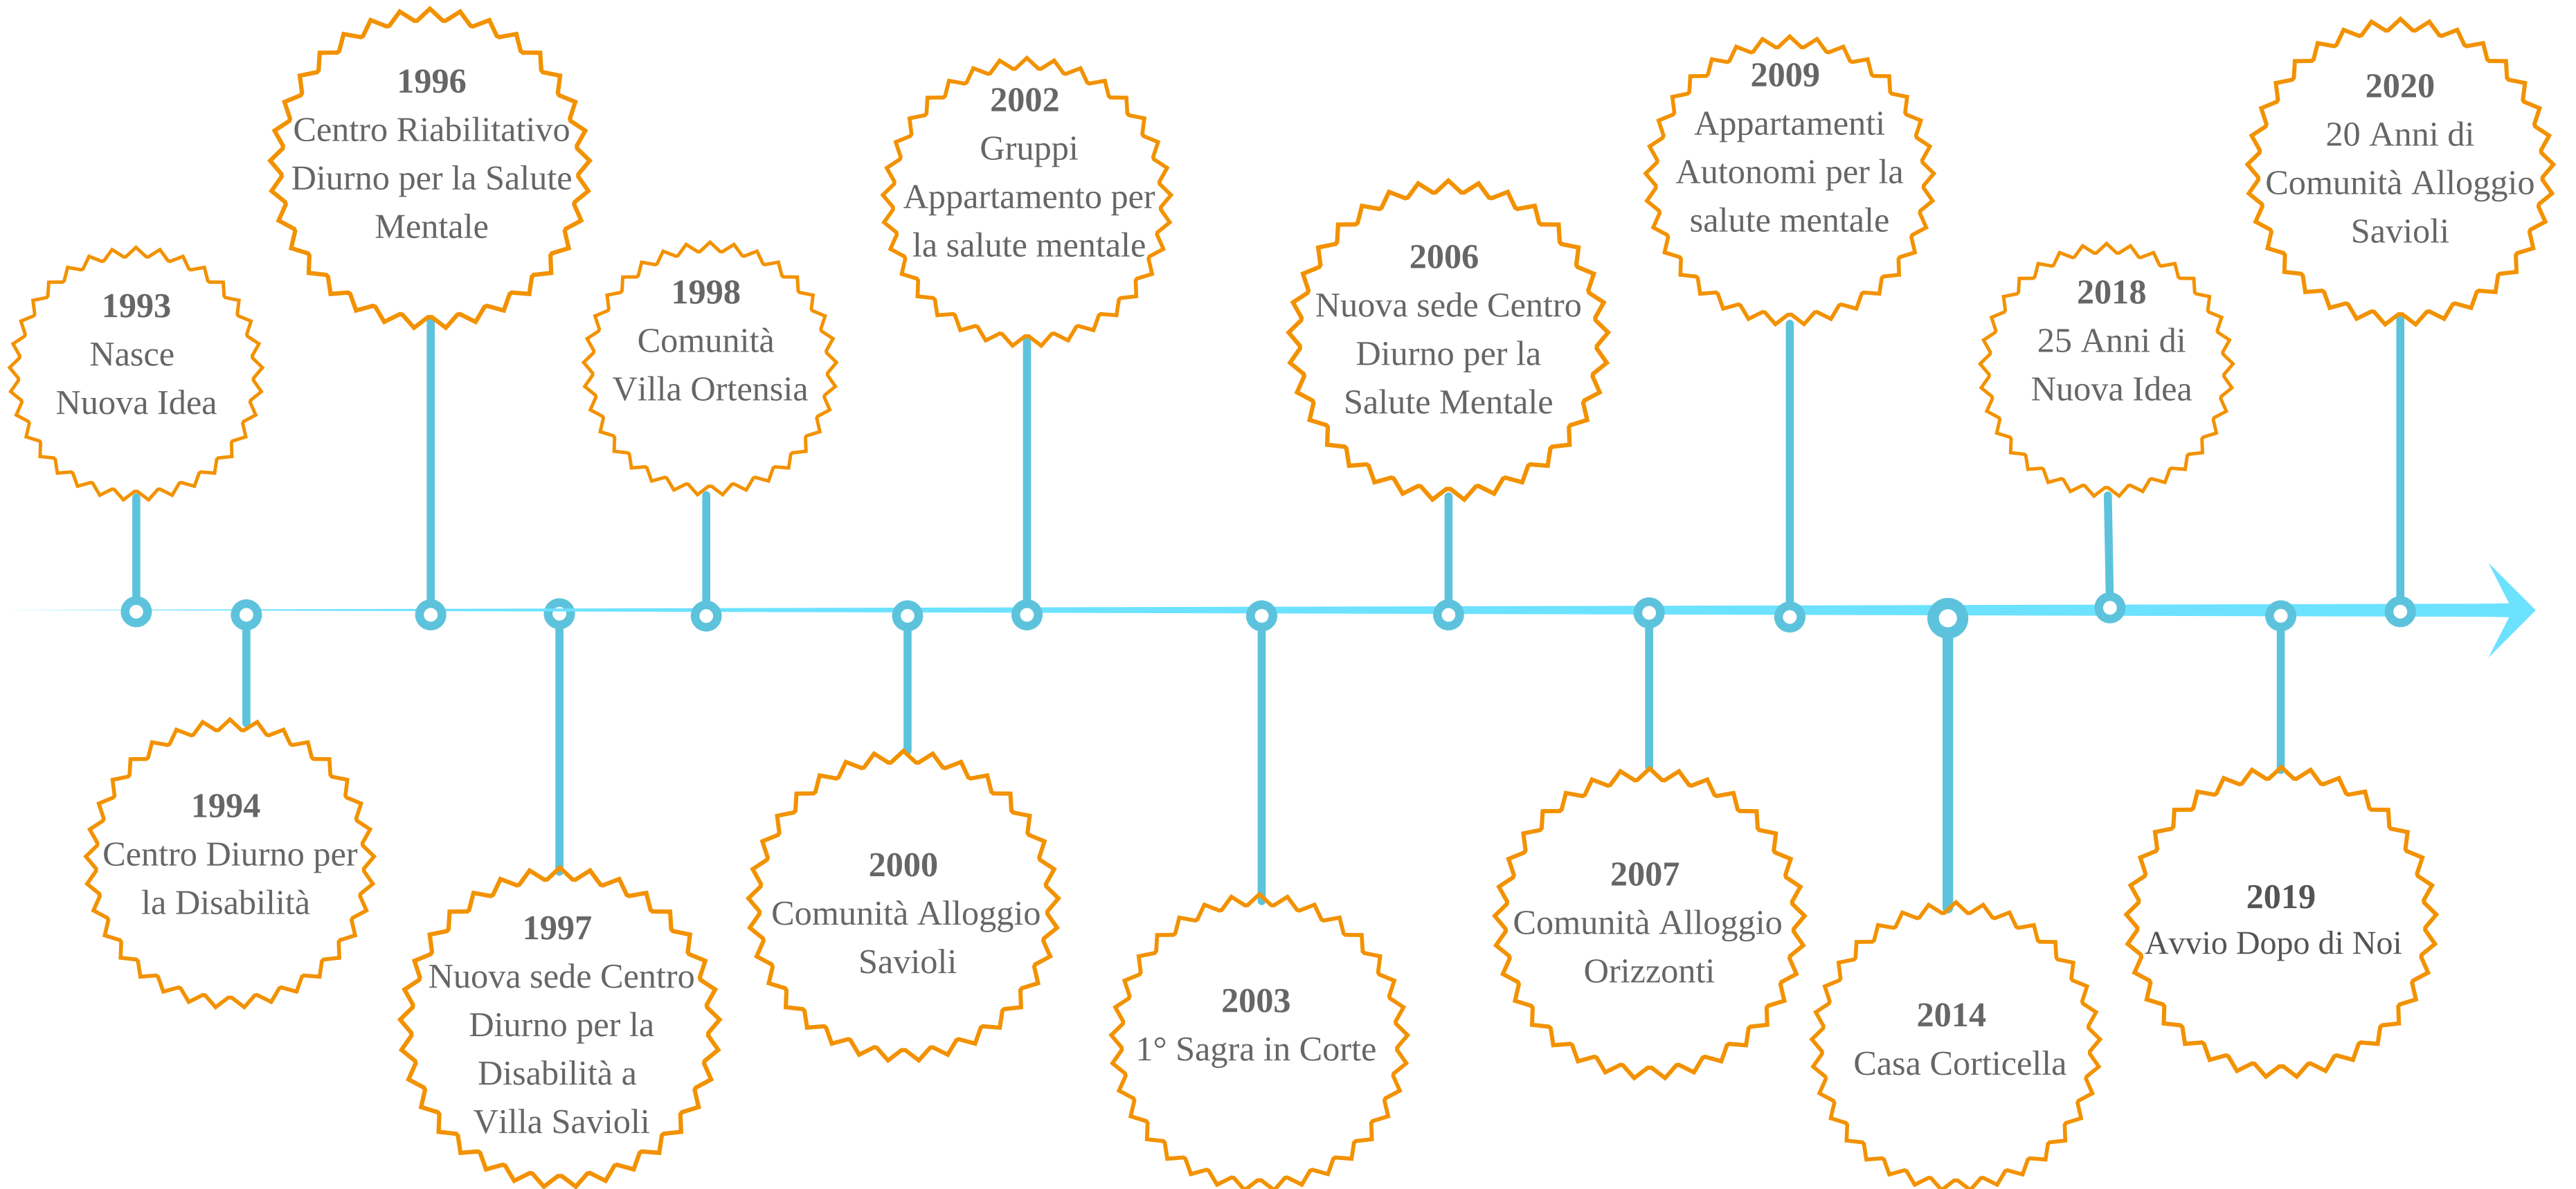 1993
Nasce
Nuova Idea
1994
Centro Diurno per
la Disabilità
1996
Centro Riabilitativo
Diurno per la Salute
Mentale
1997
Nuova sede Centro
Diurno per la
Disabilità a
Villa Savioli
1998
Comunità
Villa Ortensia
2000
Comunità Alloggio
Savioli
2002
Gruppi
Appartamento per
la salute mentale
2003
1° Sagra in Corte
2006
Nuova sede Centro
Diurno per la
Salute Mentale
2007
Comunità Alloggio
Orizzonti
2009
Appartamenti
Autonomi per la
salute mentale
2014
Casa Corticella
2018
25 Anni di
Nuova Idea
2019
Avvio Dopo di Noi
2020
20 Anni di
Comunità Alloggio
Savioli